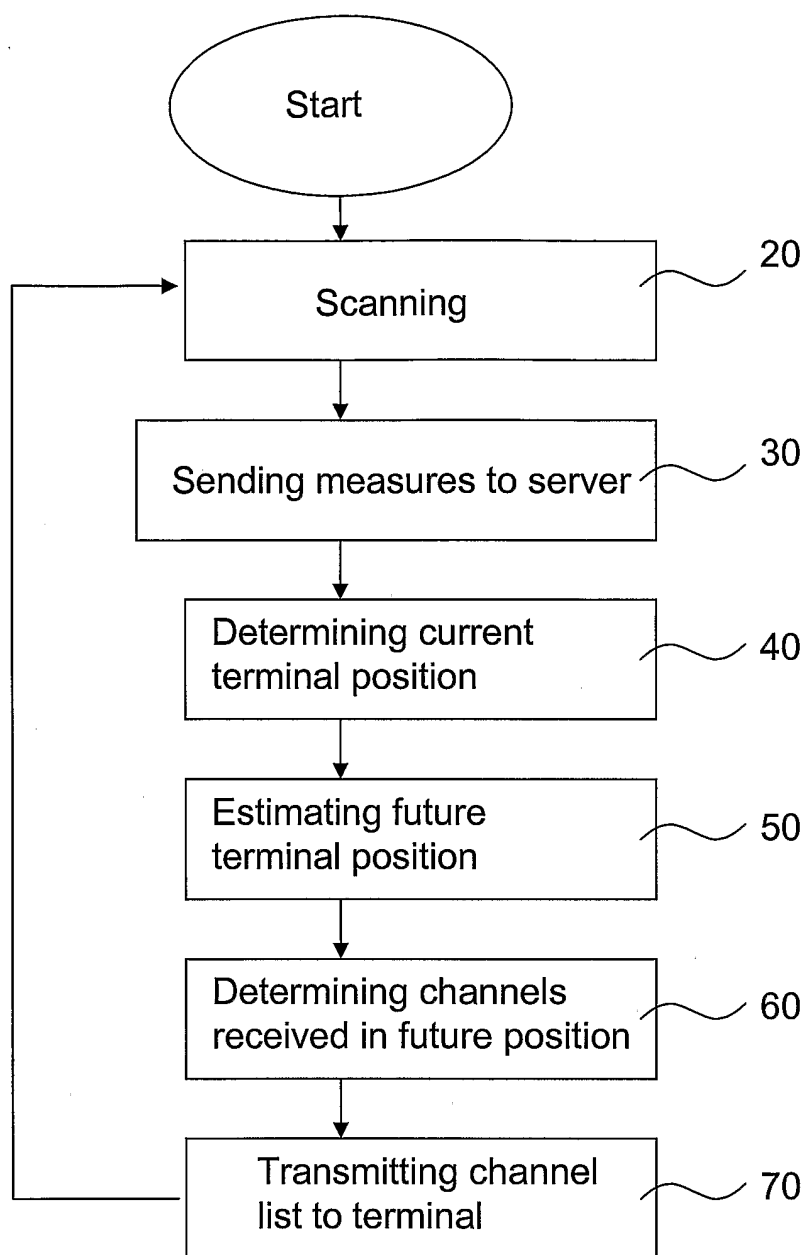 Start
Scanning
20
Sending measures to server
30
Determining current
terminal position
40
Estimating future
terminal position
50
Determining channels
received in future position
60
Transmitting channel
list to terminal
70